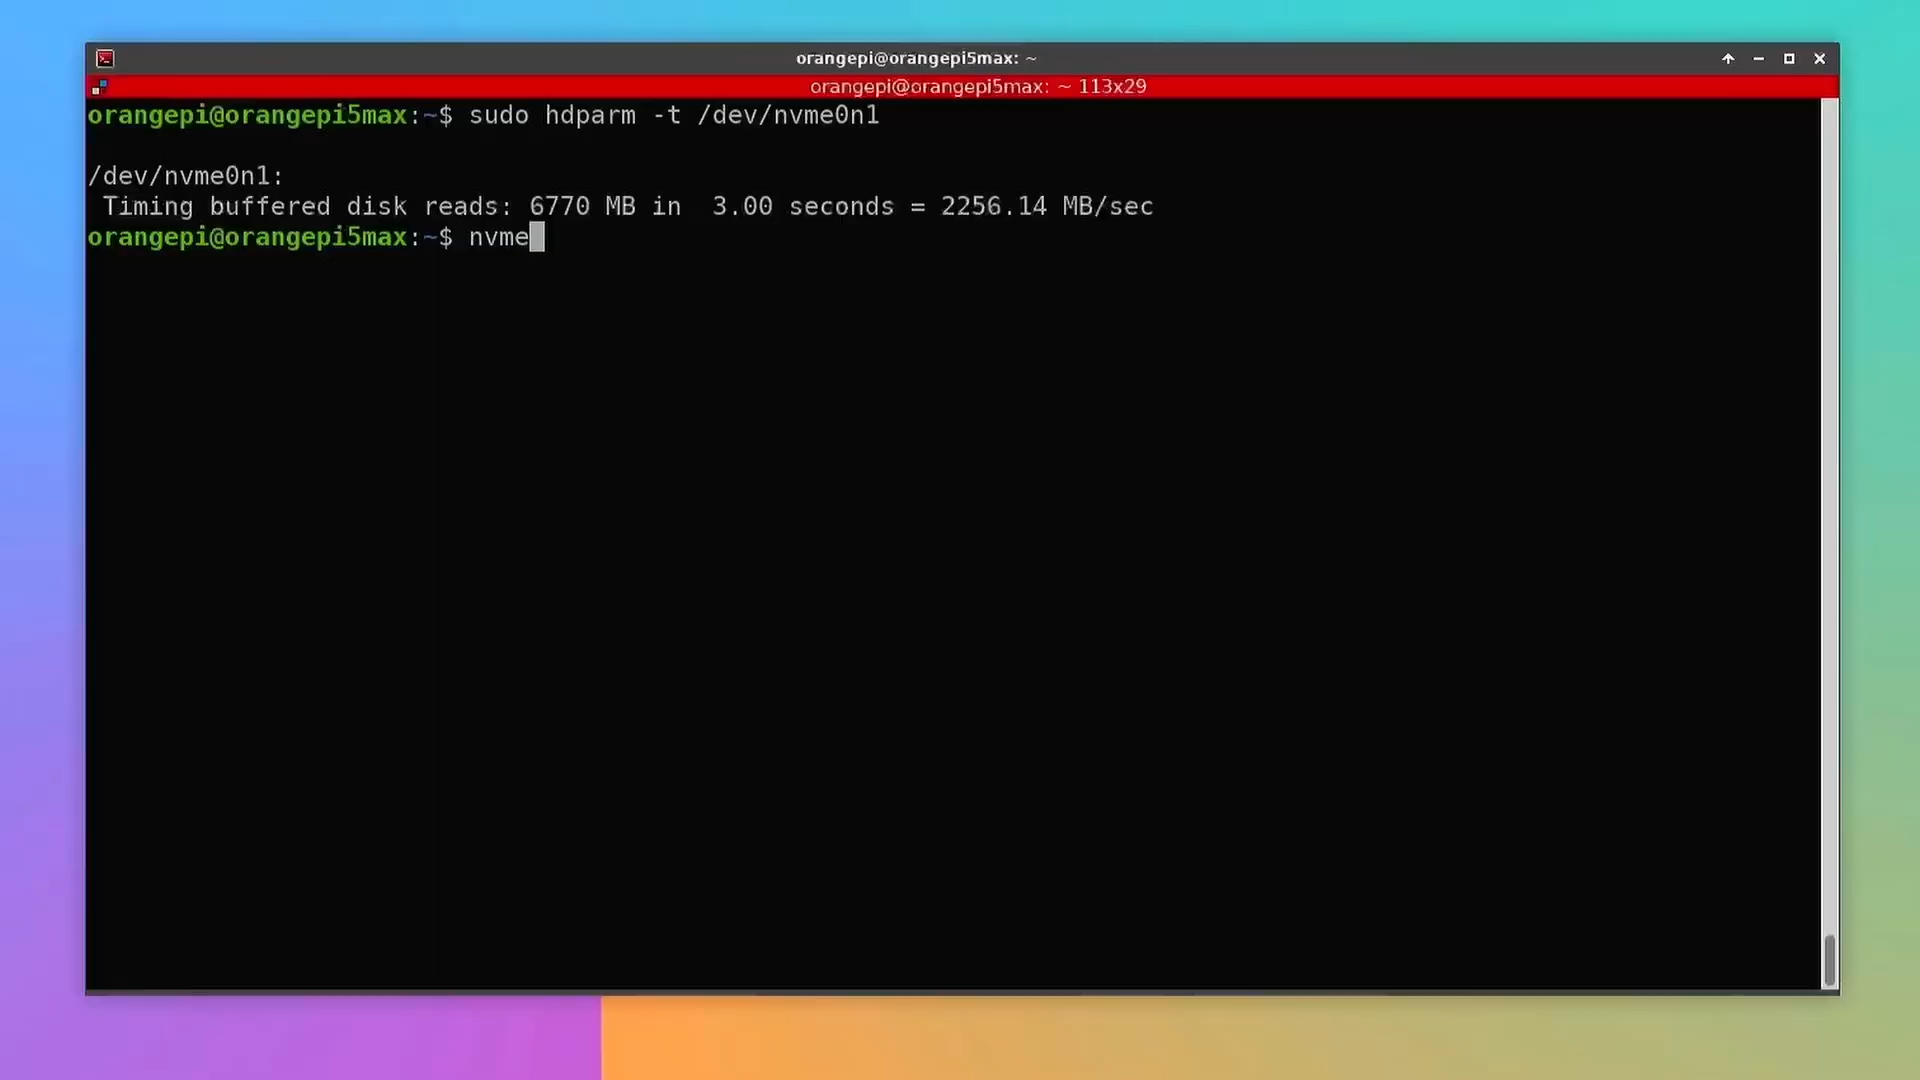 orangepi@orangepi5max: ~
orangepi@orangepi5max: ~ 113x29
orangepi@orangepi5max:~$ sudo hdparm -t /dev/nvme0n1
/dev/nvme0n1:
 Timing buffered disk reads: 6770 MB in  3.00 seconds = 2256.14 MB/sec
orangepi@orangepi5max:~$ nvme